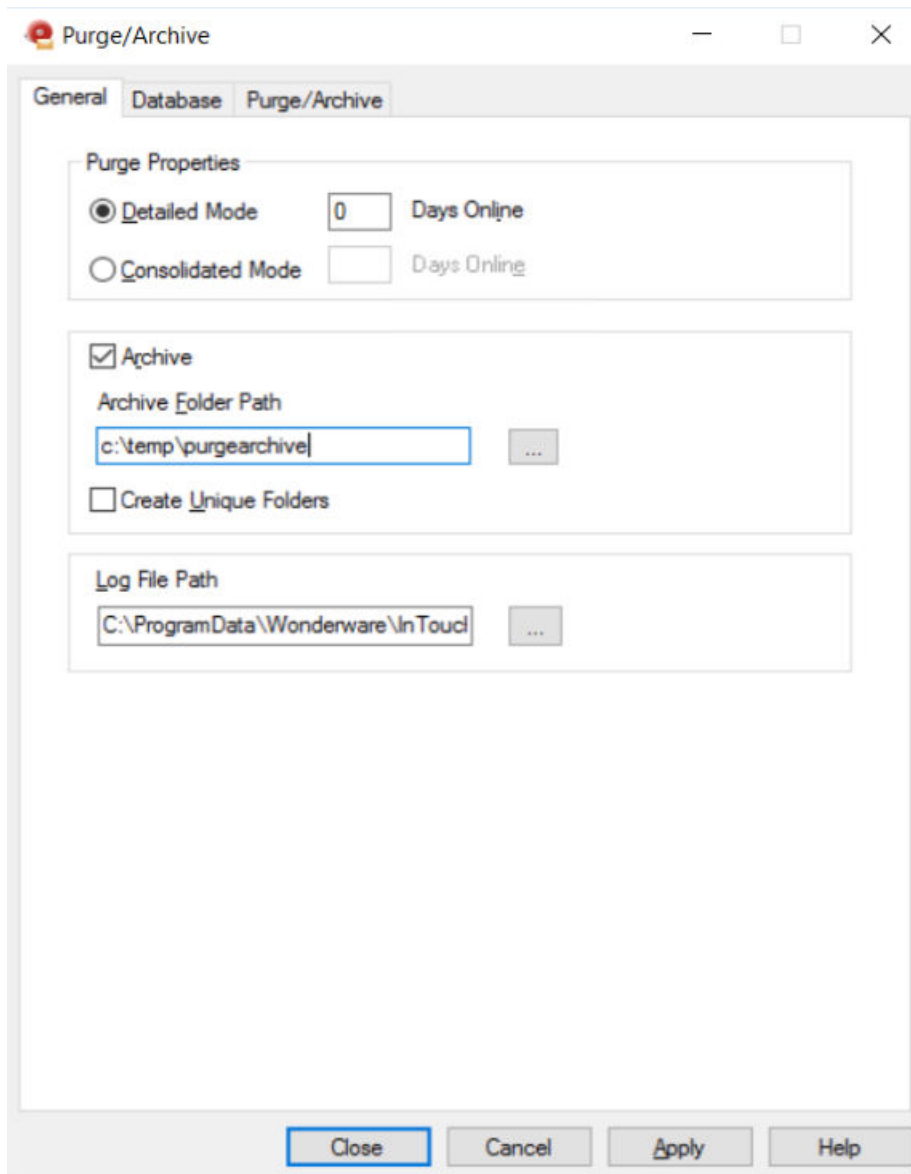 Purge/Archive
General Database Purge/Archive
Purge Properties
Detailed Mode 0 Days Online
Consolidated Mode Days Online
Archive
Archive Folder Path
c:\temp\purgearchive
...
Create Unique Folders
Log File Path
C:\ProgramData\Wonderware\InTouch
...
Close Cancel Apply Help